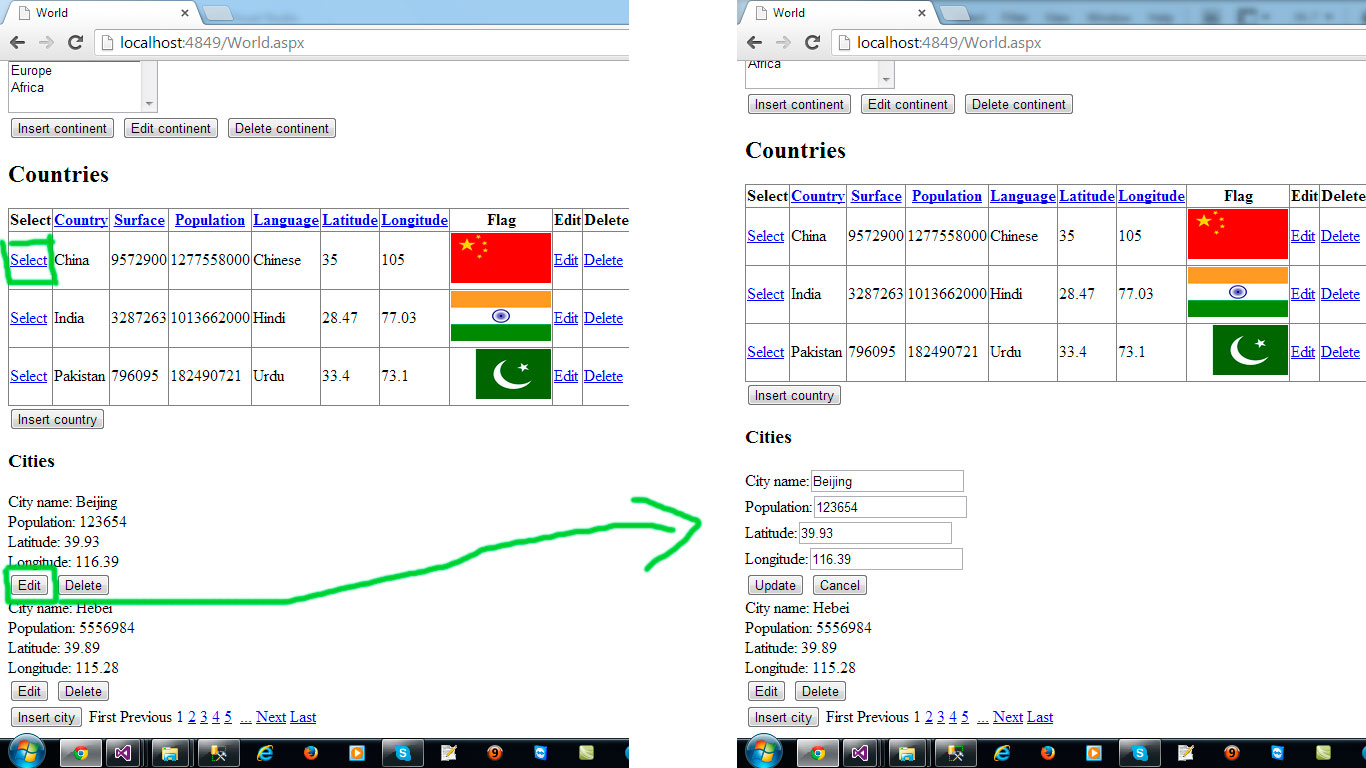 World
localhost:4849/World.aspx
Europe
Africa
Insert continent Edit continent Delete continent
Countries
Select Country Surface Population Language Latitude Longitude Flag Edit Delete
Select China 9572900 1277558000 Chinese 35 105 Edit Delete
Select India 3287263 1013662000 Hindi 28.47 77.03 Edit Delete
Select Pakistan 796095 182490721 Urdu 33.4 73.1 Edit Delete
Insert country
Cities
City name: Beijing
Population: 123654
Latitude: 39.93
Longitude: 116.39
Edit Delete
City name: Hebei
Population: 5556984
Latitude: 39.89
Longitude: 115.28
Edit Delete
Insert city First Previous 1 2 3 4 5 ... Next Last
World
localhost:4849/World.aspx
Africa
Insert continent Edit continent Delete continent
Countries
Select Country Surface Population Language Latitude Longitude Flag Edit Delete
Select China 9572900 1277558000 Chinese 35 105 Edit Delete
Select India 3287263 1013662000 Hindi 28.47 77.03 Edit Delete
Select Pakistan 796095 182490721 Urdu 33.4 73.1 Edit Delete
Insert country
Cities
City name: Beijing
Population: 123654
Latitude: 39.93
Longitude: 116.39
Update Cancel
City name: Hebei
Population: 5556984
Latitude: 39.89
Longitude: 115.28
Edit Delete
Insert city First Previous 1 2 3 4 5 ... Next Last